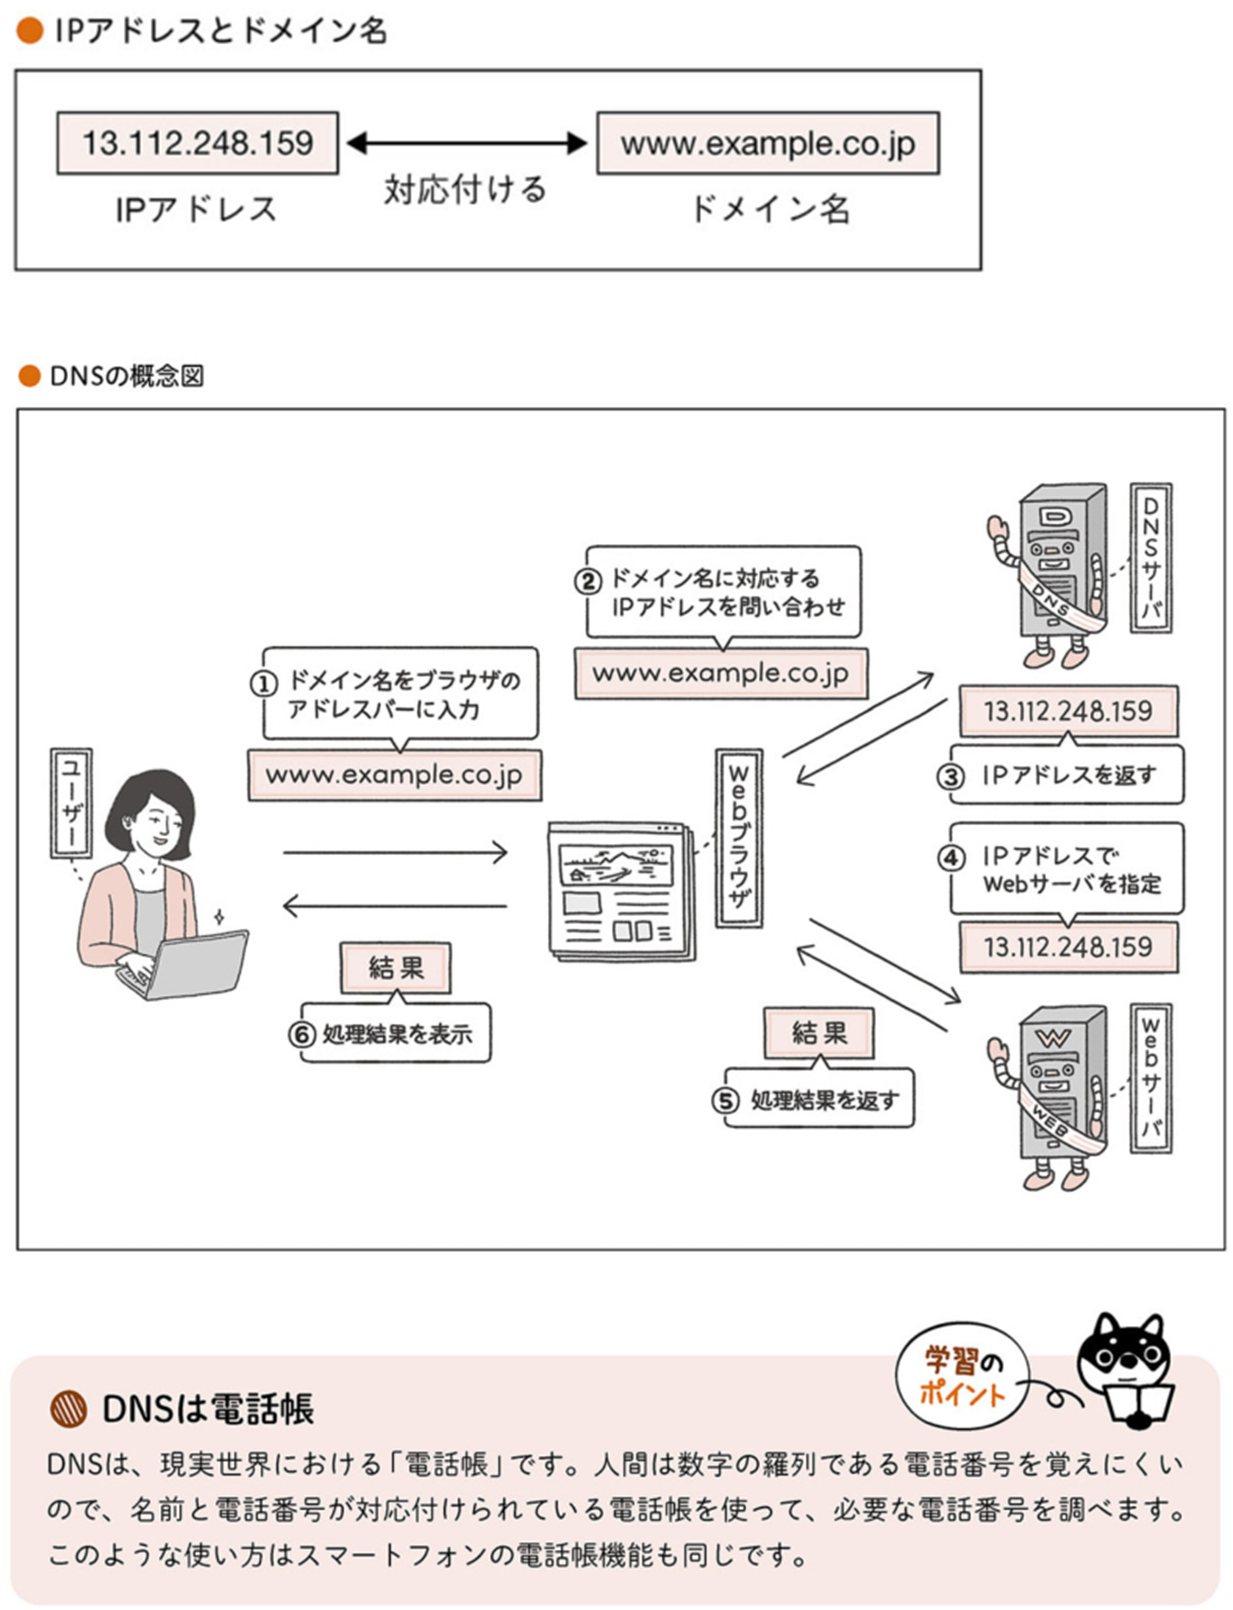 IPアドレスとドメイン名
13.112.248.159
www.example.co.jp
対応付ける
IPアドレス
ドメイン名
DNSの概念図
DNSサーバ
D
DNS
② ドメイン名に対応する
IPアドレスを問い合わせ
www.example.co.jp
① ドメイン名をブラウザの
アドレスバーに入力
www.example.co.jp
13.112.248.159
③ IPアドレスを返す
ユーザー
Webブラウザ
④ IPアドレスで
Webサーバを指定
13.112.248.159
結果
⑥ 処理結果を表示
結果
⑤ 処理結果を返す
W
WEB
Webサーバ
学習の
ポイント
DNSは電話帳
DNSは、現実世界における「電話帳」です。人間は数字の羅列である電話番号を覚えにくい
ので、名前と電話番号が対応付けられている電話帳を使って、必要な電話番号を調べます。
このような使い方はスマートフォンの電話帳機能も同じです。